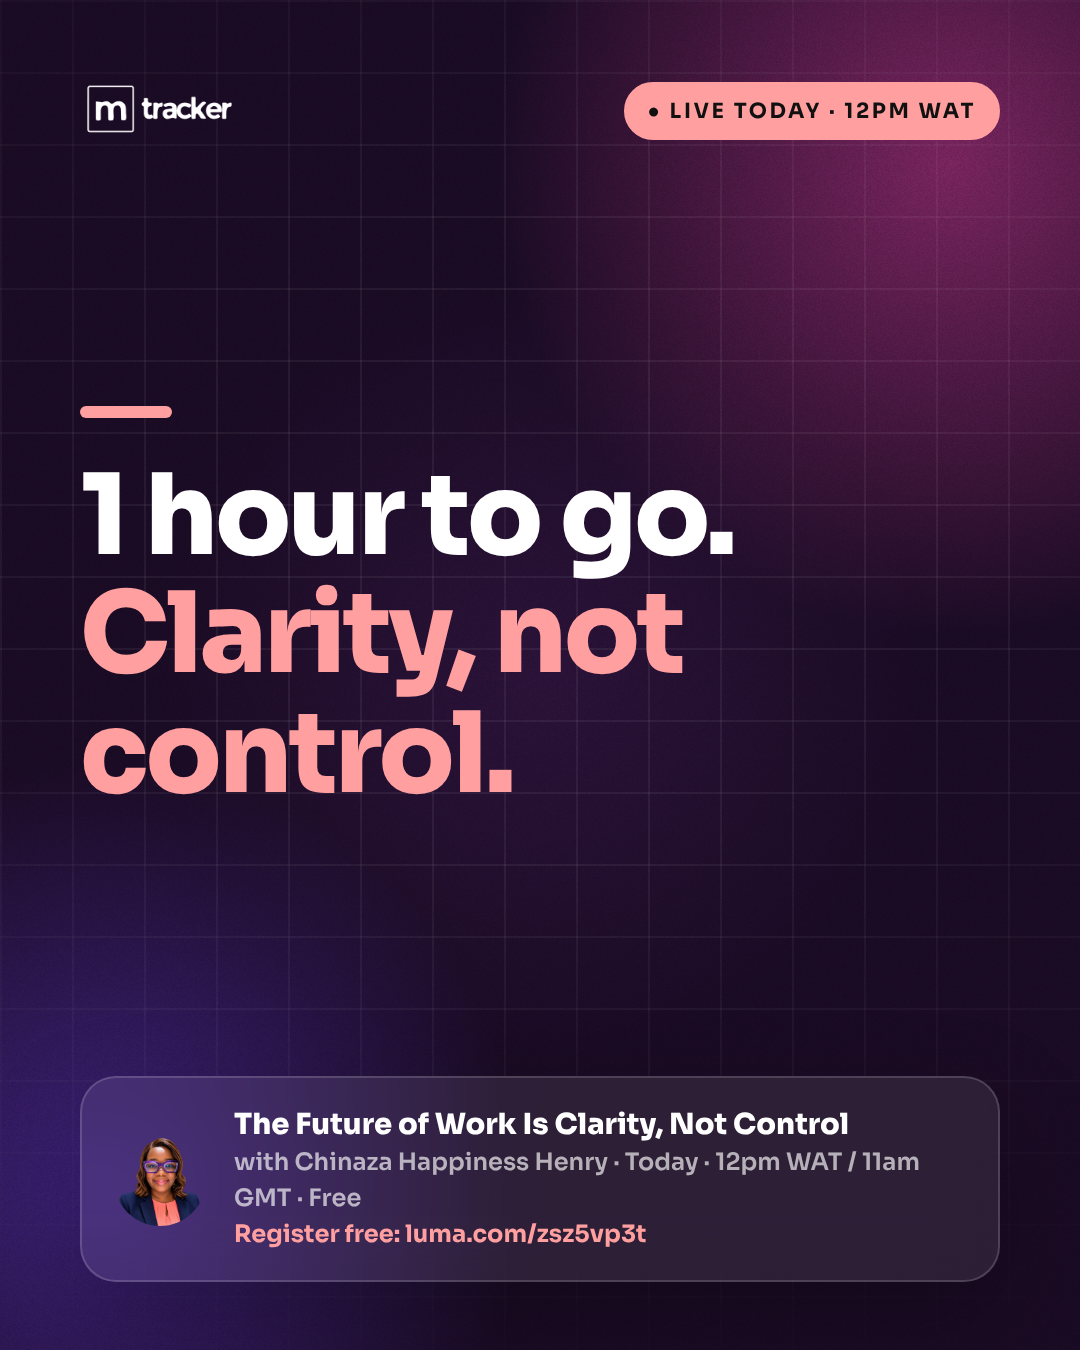 m tracker
• LIVE TODAY · 12PM WAT
1 hour to go.
Clarity, not
control.
The Future of Work Is Clarity, Not Control
with Chinaza Happiness Henry · Today · 12pm WAT / 11am
GMT · Free
Register free: luma.com/zsz5vp3t